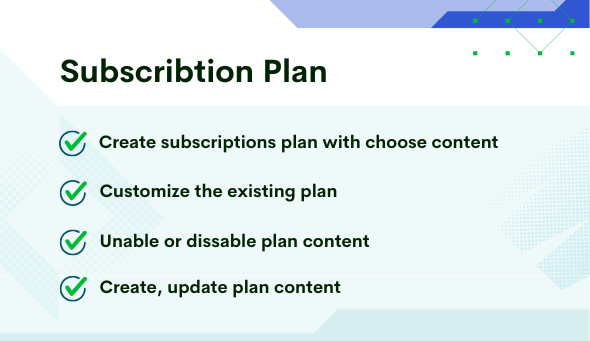 Subscribtion Plan
Create subscriptions plan with choose content
Customize the existing plan
Unable or dissable plan content
Create, update plan content